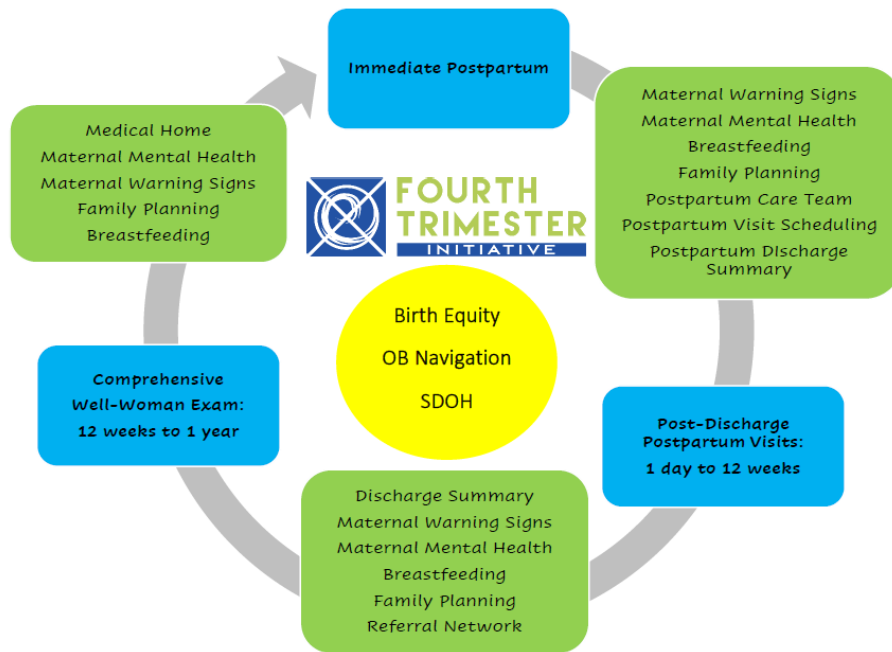 Immediate Postpartum
Maternal Warning Signs
Maternal Mental Health
Breastfeeding
Family Planning
Postpartum Care Team
Postpartum Visit Scheduling
Postpartum DIscharge
Summary
Post-Discharge
Postpartum Visits:
1 day to 12 weeks
Discharge Summary
Maternal Warning Signs
Maternal Mental Health
Breastfeeding
Family Planning
Referral Network
Comprehensive
Well-Woman Exam:
12 weeks to 1 year
Medical Home
Maternal Mental Health
Maternal Warning Signs
Family Planning
Breastfeeding
FOURTH
TRIMESTER
INITIATIVE
Birth Equity
OB Navigation
SDOH